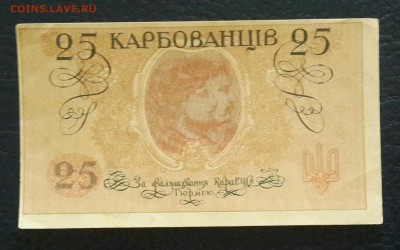 COINS.LAVE.RU
25 КАРБОВАНЦІВ 25
25
За фальшування карається
Тюрмою